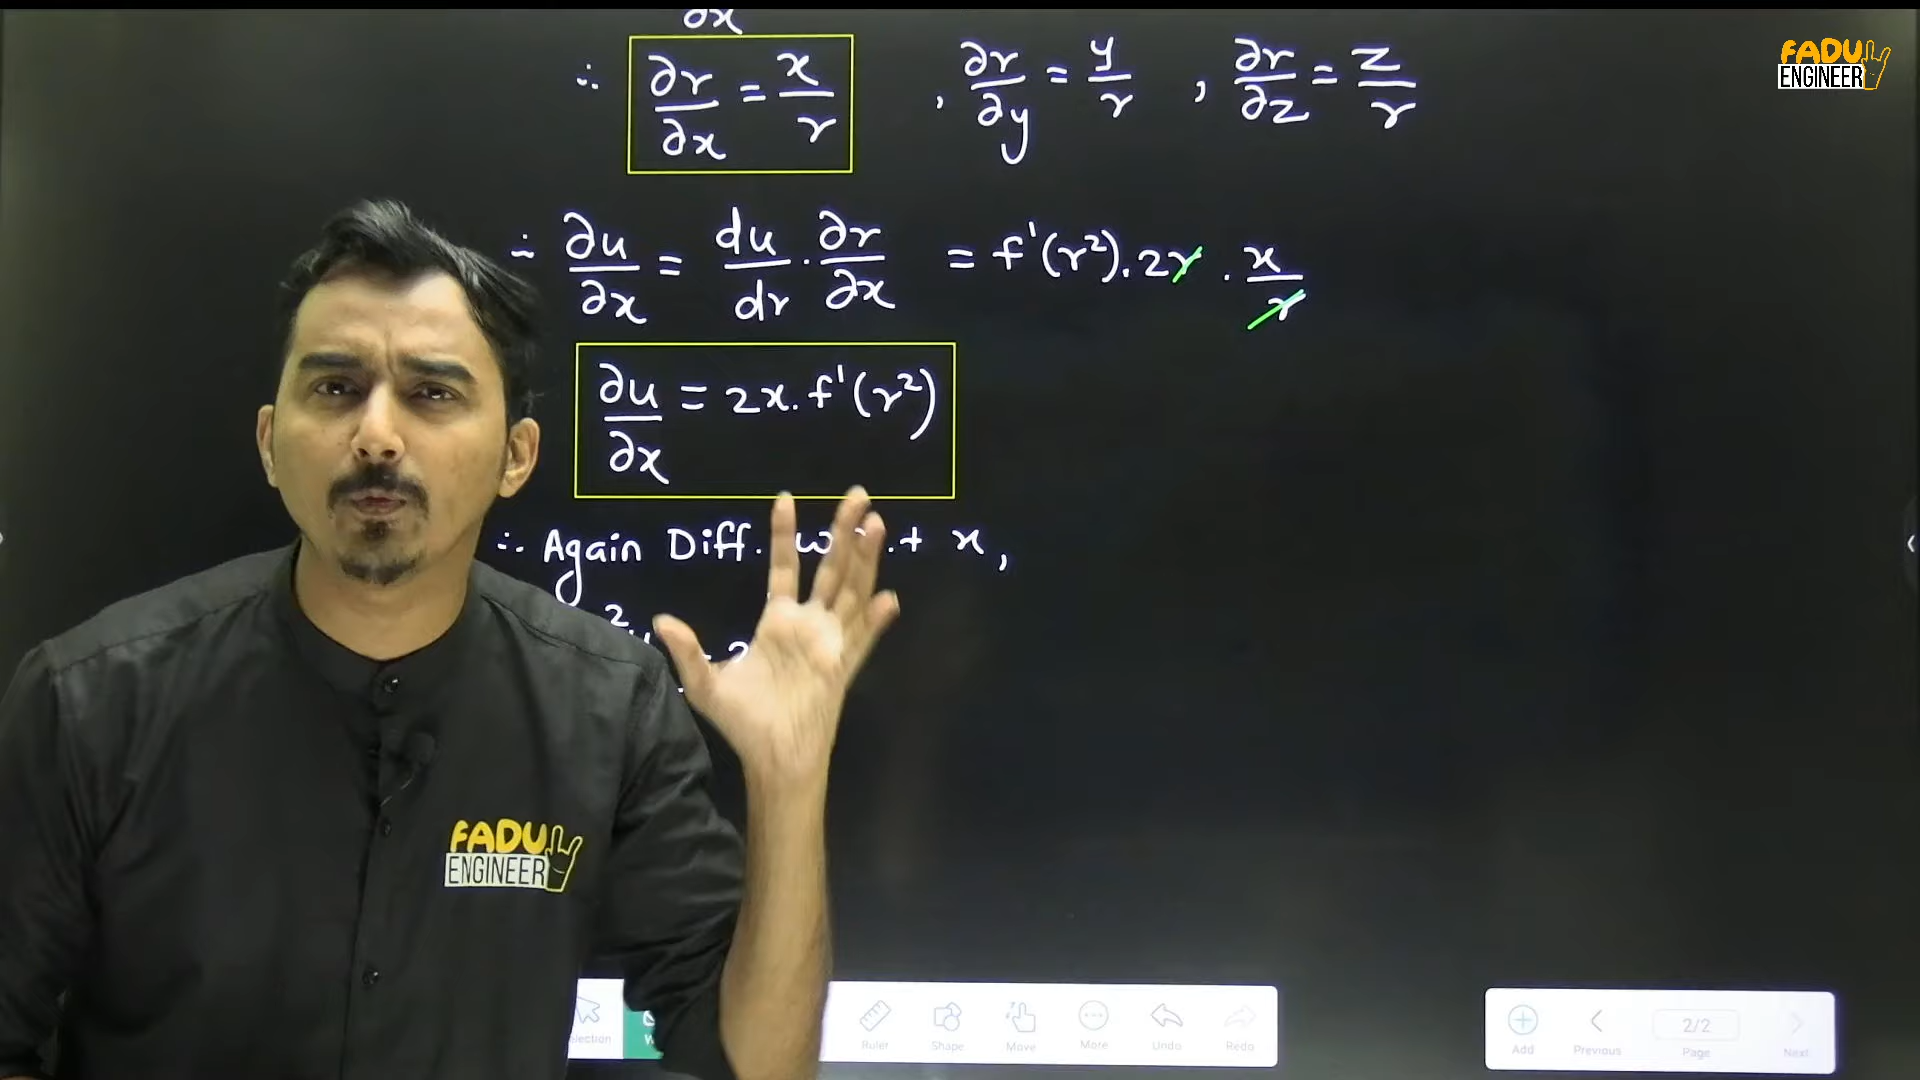 ∂x
∴ ∂r/∂x = x/r , ∂r/∂y = y/r , ∂r/∂z = z/r
FADU
ENGINEER
∴ ∂u/∂x = du/dr · ∂r/∂x = f'(r²). 2r · x/r
∂u/∂x = 2x. f'(r²)
∴ Again Diff. x,
2
FADU
ENGINEER
Ruler Shape Move More Undo Redo
Add Previous 2/2 Page Next